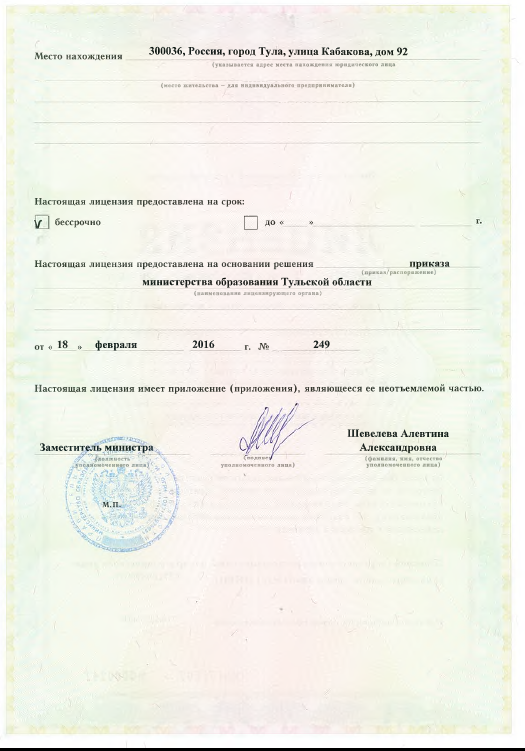 Место нахождения 300036, Россия, город Тула, улица Кабакова, дом 92
(указывается адрес места нахождения юридического лица
(место жительства – для индивидуального предпринимателя)
Настоящая лицензия предоставлена на срок:
V бессрочно до « » г.
Настоящая лицензия предоставлена на основании решения приказа
(приказ/распоряжение)
министерства образования Тульской области
(наименование лицензирующего органа)
от « 18 » февраля 2016 г. № 249
Настоящая лицензия имеет приложение (приложения), являющееся ее неотъемлемой частью.
Шевелева Алевтина
Заместитель министра Александровна
(должность (подпись (фамилия, имя, отчество
уполномоченного лица) уполномоченного лица) уполномоченного лица)
М.П.